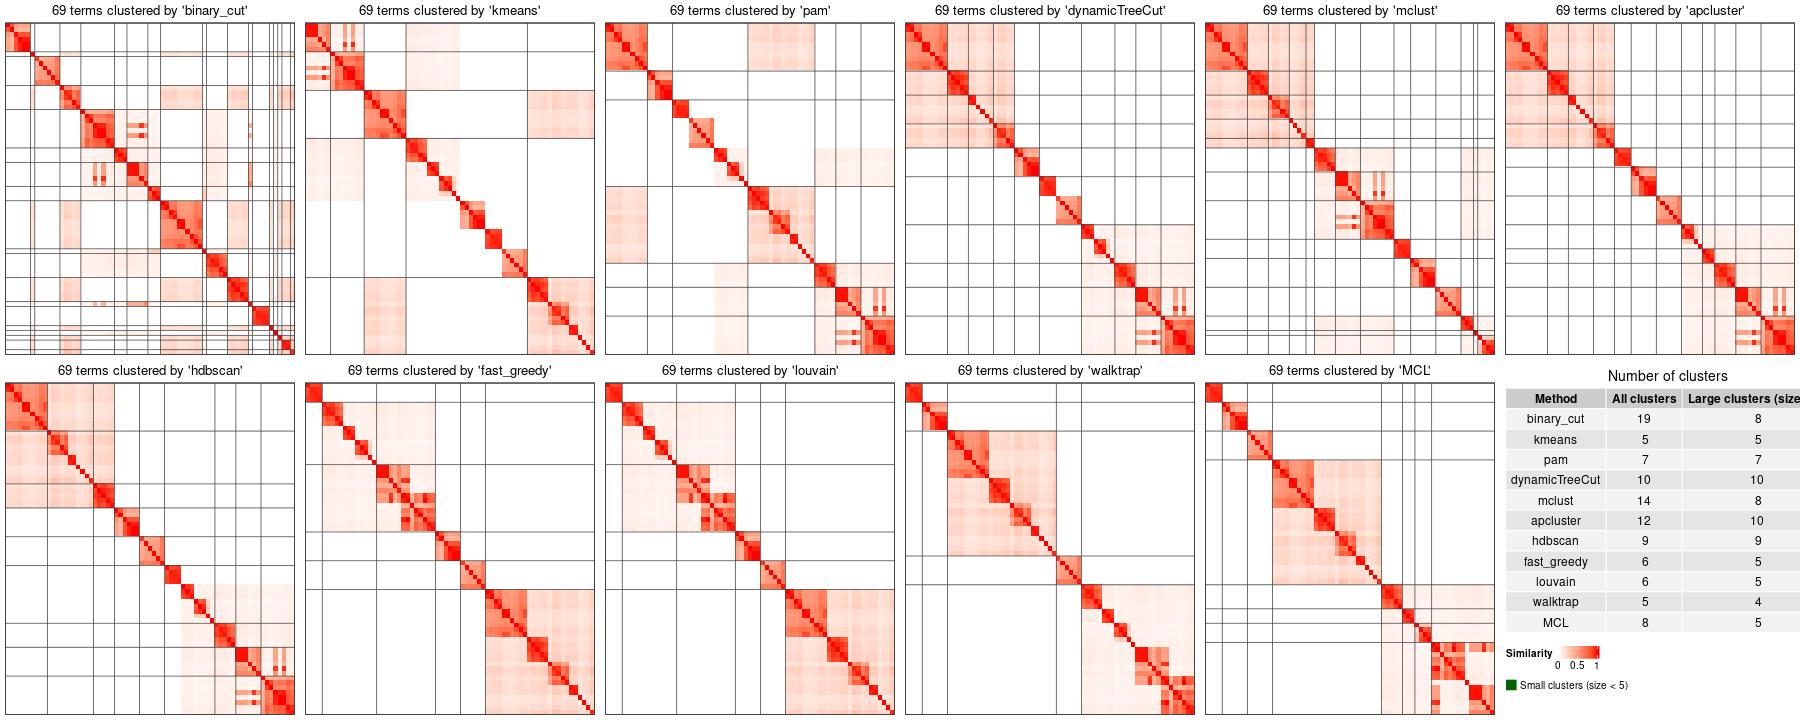 69 terms clustered by 'binary_cut'
69 terms clustered by 'kmeans'
69 terms clustered by 'pam'
69 terms clustered by 'dynamicTreeCut'
69 terms clustered by 'mclust'
69 terms clustered by 'apcluster'
69 terms clustered by 'hdbscan'
69 terms clustered by 'fast_greedy'
69 terms clustered by 'louvain'
69 terms clustered by 'walktrap'
69 terms clustered by 'MCL'
Number of clusters
Method All clusters Large clusters (size
binary_cut 19 8
kmeans 5 5
pam 7 7
dynamicTreeCut 10 10
mclust 14 8
apcluster 12 10
hdbscan 9 9
fast_greedy 6 5
louvain 6 5
walktrap 5 4
MCL 8 5
Similarity
0 0.5 1
Small clusters (size < 5)